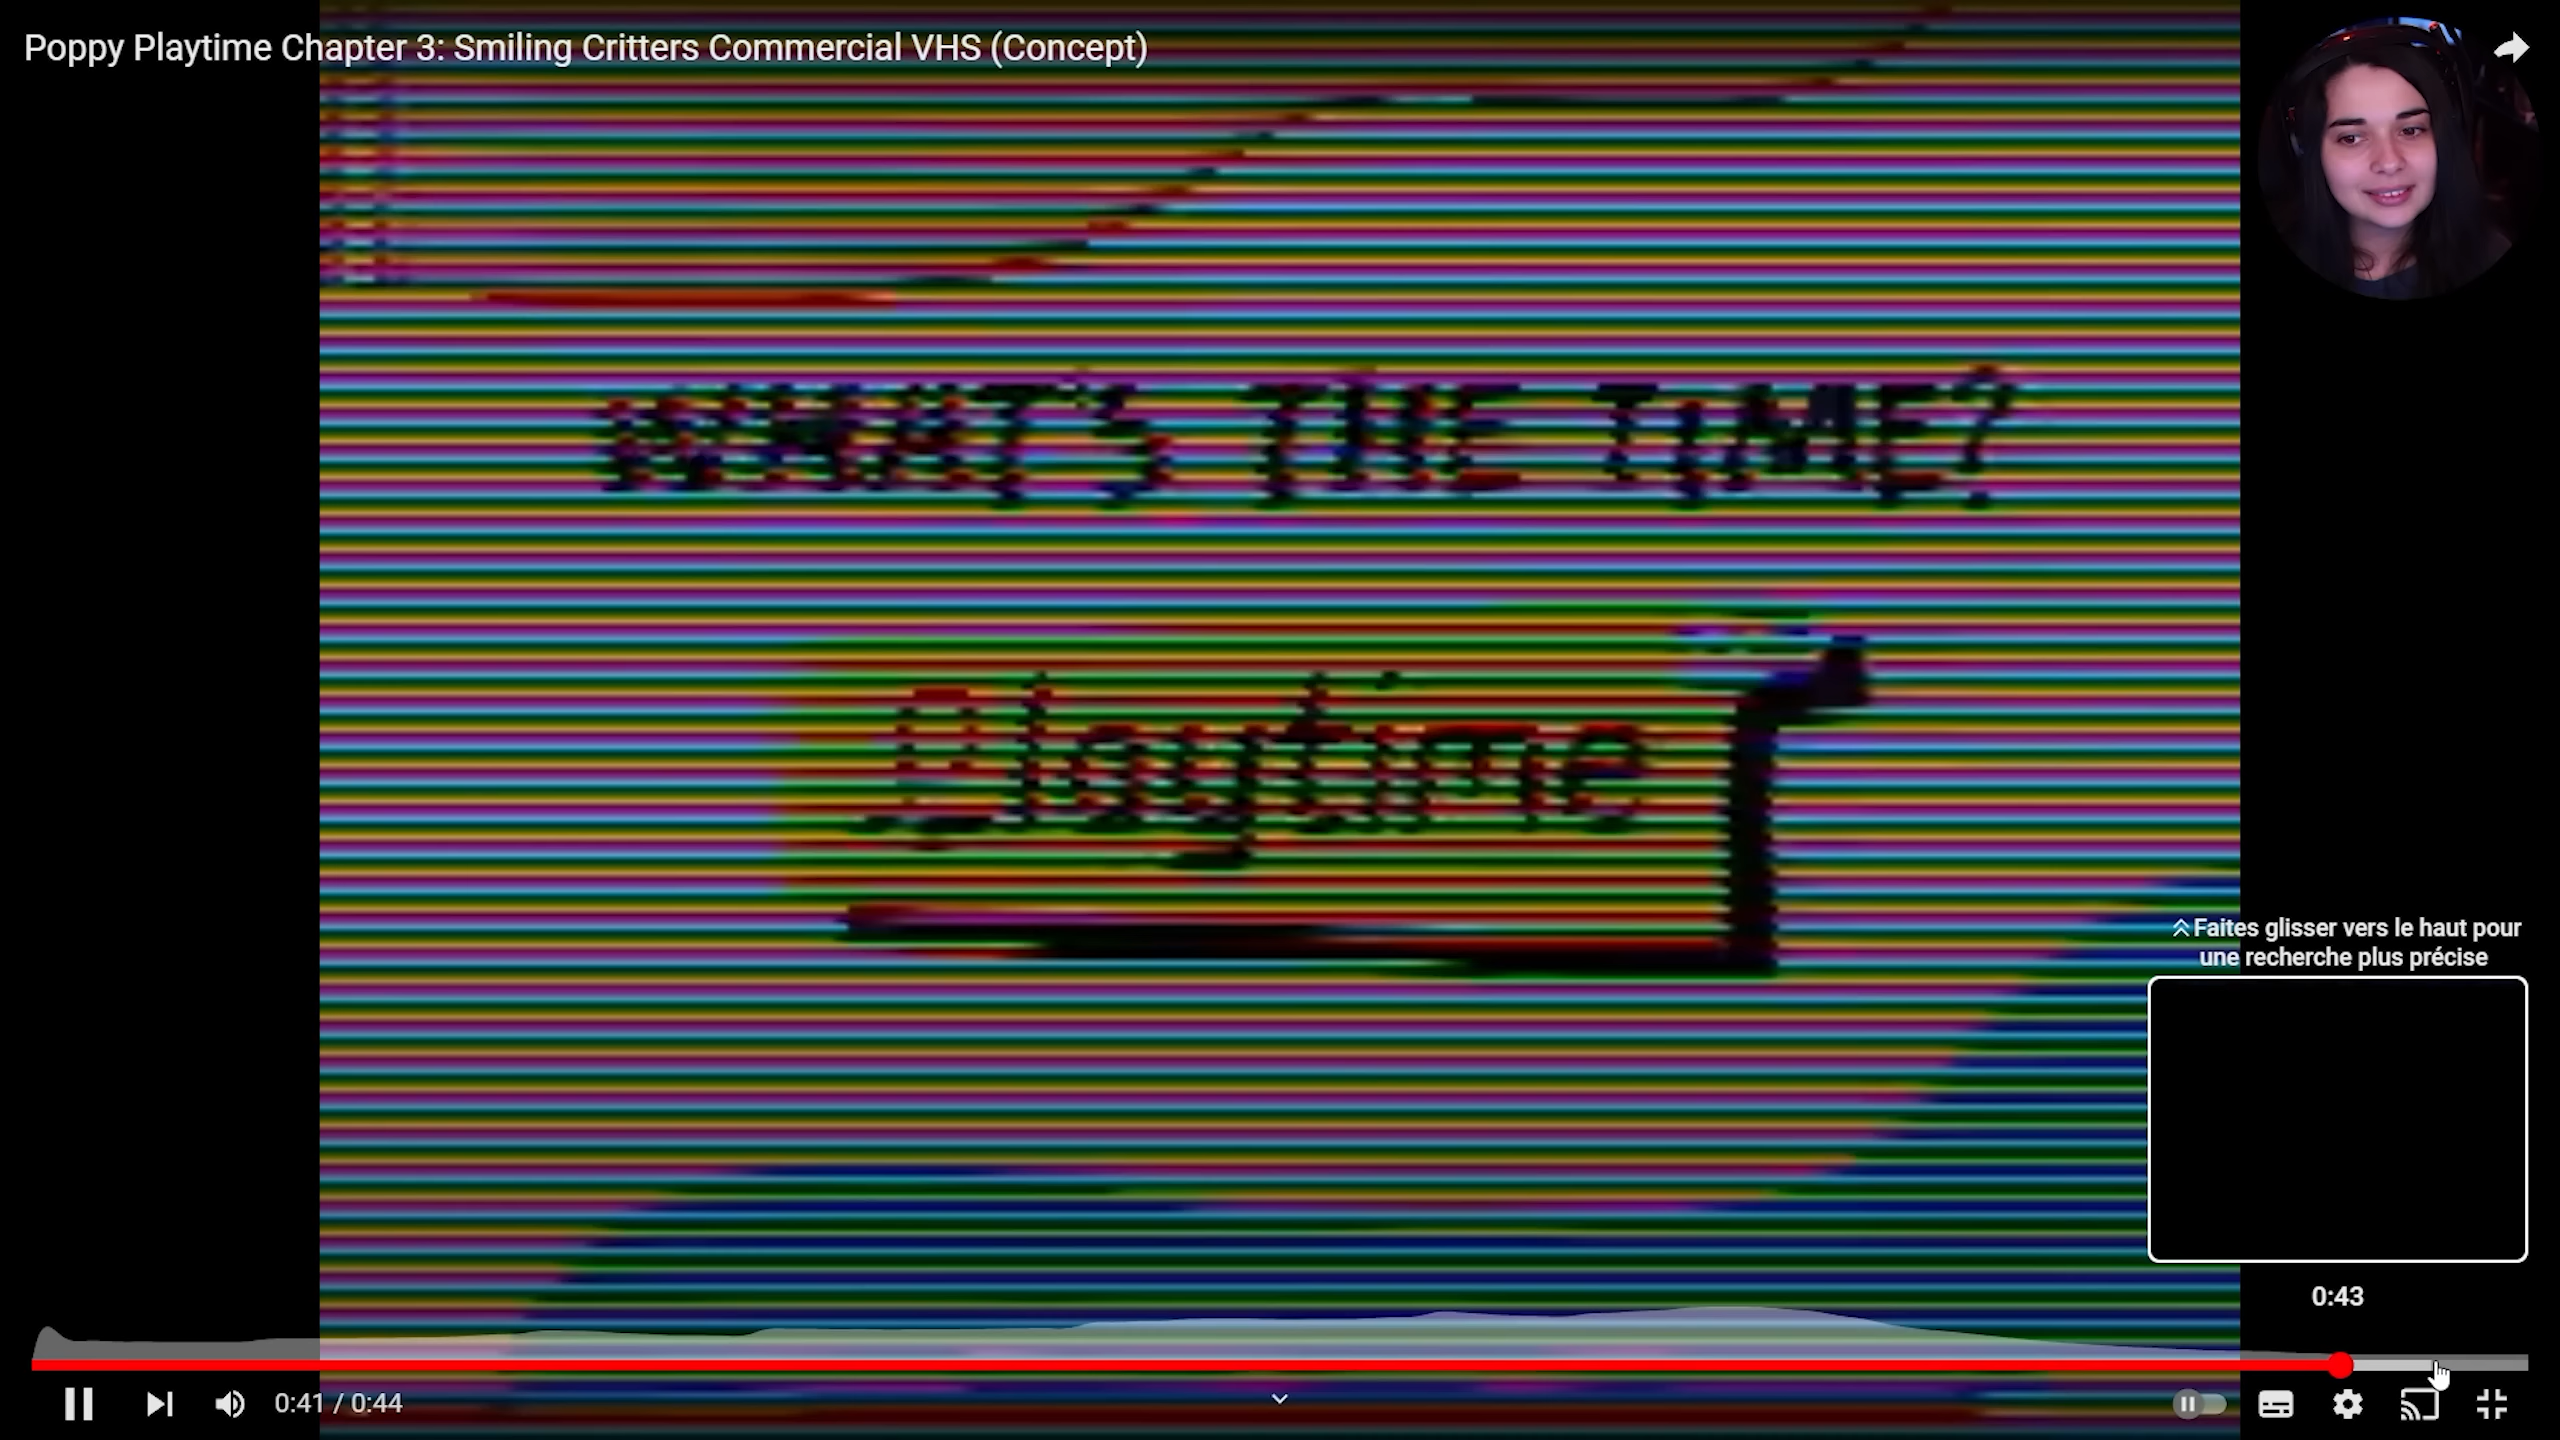 Poppy Playtime Chapter 3: Smiling Critters Commercial VHS (Concept)
WHAT'S THE TIME?
Playtime
Faites glisser vers le haut pour
une recherche plus précise
0:43
0:41 / 0:44